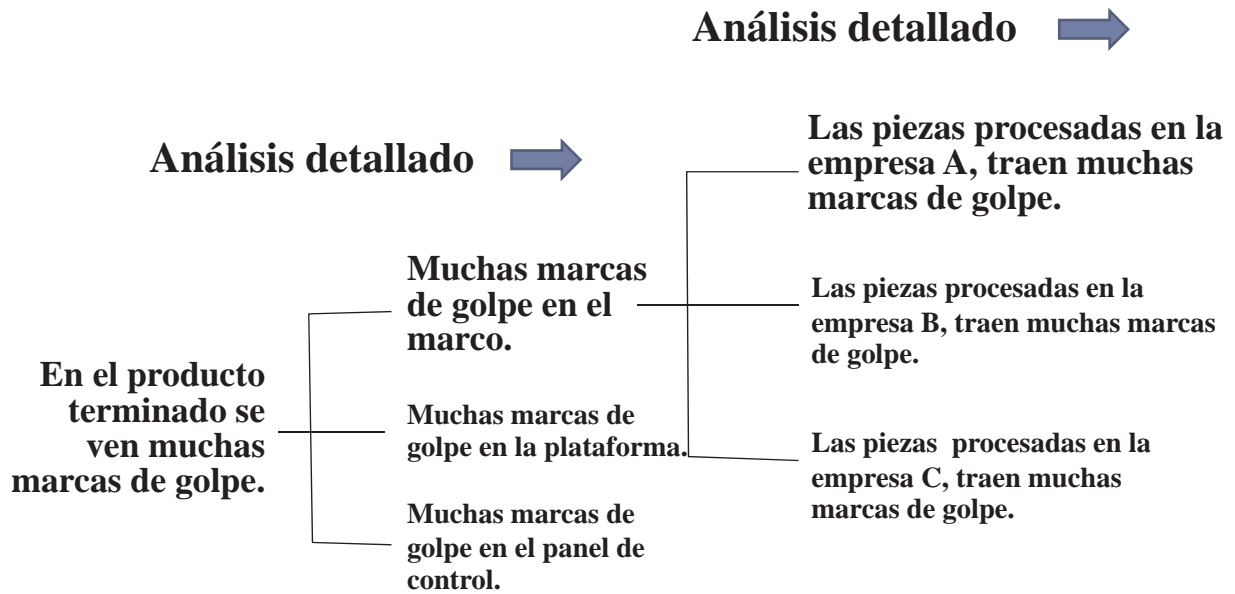 Análisis detallado
Análisis detallado
En el producto
terminado se
ven muchas
marcas de golpe.
Muchas marcas
de golpe en el
marco.
Muchas marcas de
golpe en la plataforma.
Muchas marcas de
golpe en el panel de
control.
Las piezas procesadas en la
empresa A, traen muchas
marcas de golpe.
Las piezas procesadas en la
empresa B, traen muchas marcas
de golpe.
Las piezas  procesadas en la
empresa C, traen muchas
marcas de golpe.